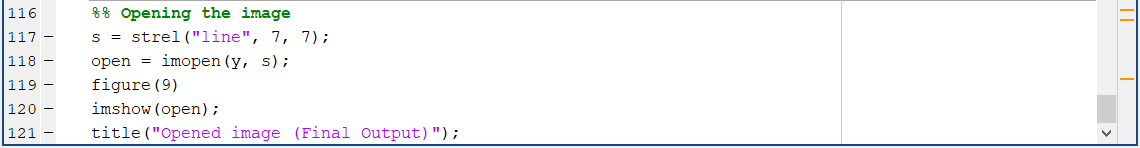 116 %% Opening the image
117 – s = strel("line", 7, 7);
118 – open = imopen(y, s);
119 – figure(9)
120 – imshow(open);
121 – title("Opened image (Final Output)");